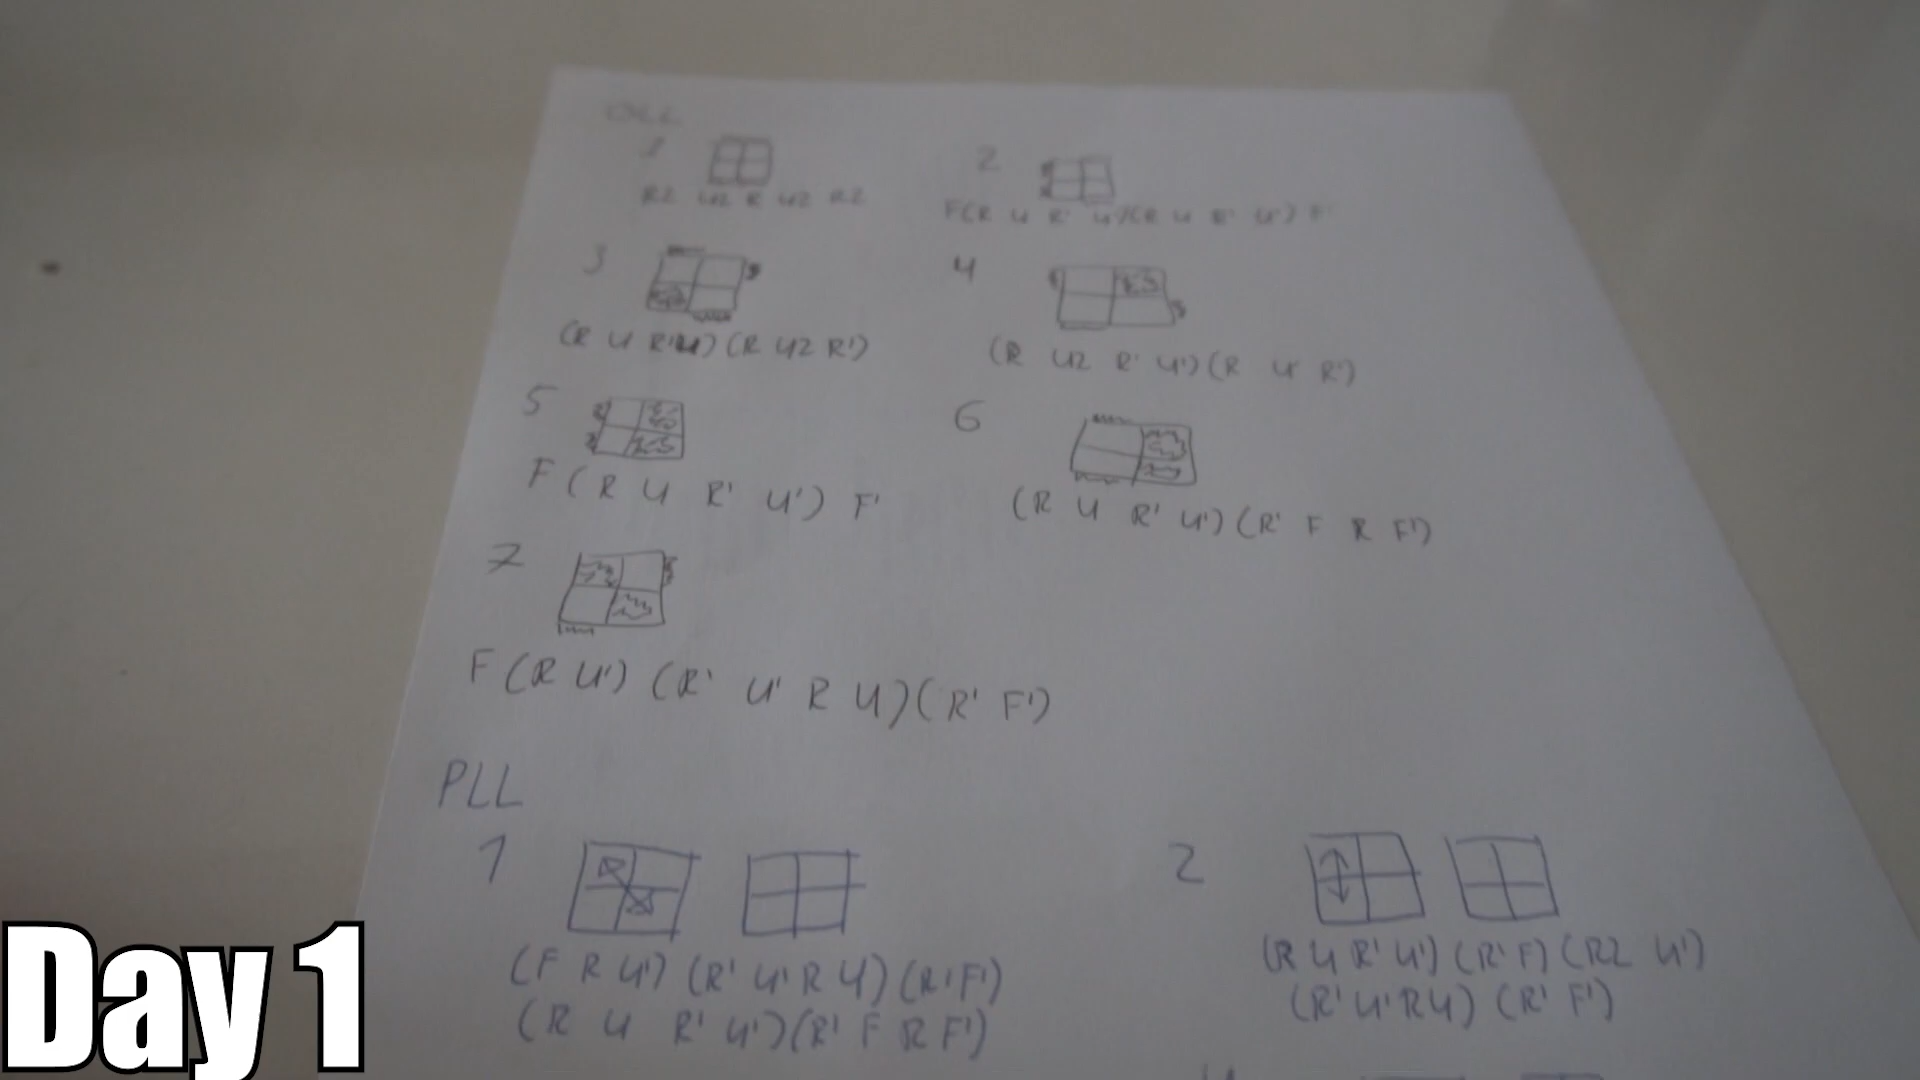 OLL
1
R2 U2 R U2 R2
2
F(R U R' U')(R U R' U') F'
3
(R U R' U)(R U2 R')
4
(R U2 R' U')(R U' R')
5
F (R U R' U') F'
6
(R U R' U')(R' F R F')
7
F (R U') (R' U' R U)(R' F')
PLL
1
(F R U') (R' U' R U)(R' F')
(R U R' U')(R' F R F')
2
(R U R' U') (R' F) (R2 U')
(R' U' R U) (R' F')
Day 1